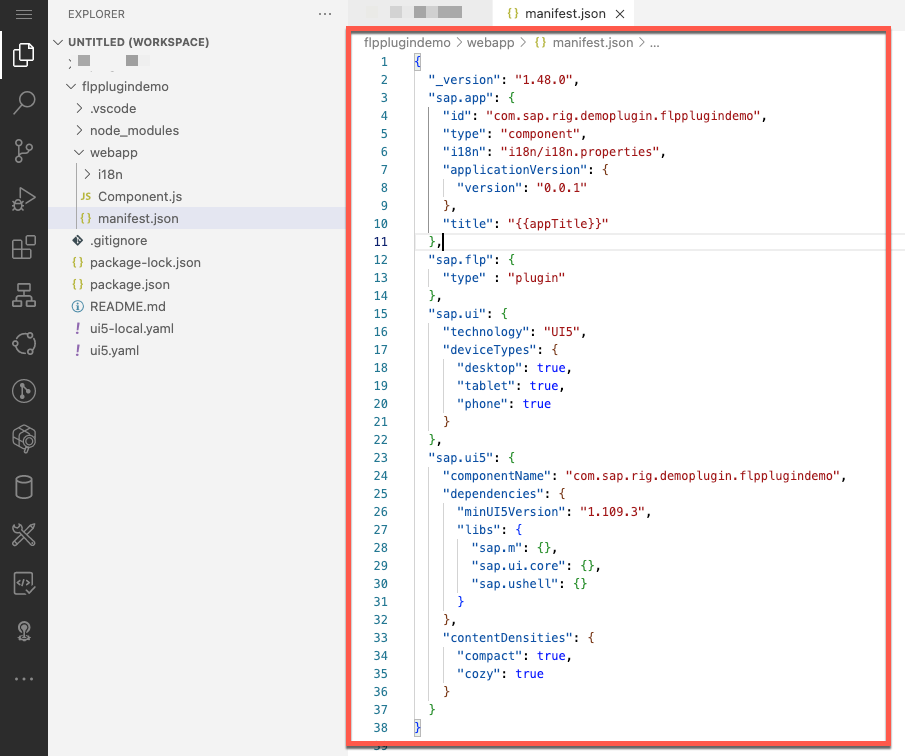 EXPLORER
manifest.json
UNTITLED (WORKSPACE)
flpplugindemo
.vscode
node_modules
webapp
i18n
JS Component.js
{} manifest.json
.gitignore
{} package-lock.json
{} package.json
README.md
! ui5-local.yaml
! ui5.yaml
flpplugindemo > webapp > {} manifest.json > ...
1 {
2 "_version": "1.48.0",
3 "sap.app": {
4 "id": "com.sap.rig.demoplugin.flpplugindemo",
5 "type": "component",
6 "i18n": "i18n/i18n.properties",
7 "applicationVersion": {
8 "version": "0.0.1"
9 },
10 "title": "{{appTitle}}"
11 },
12 "sap.flp": {
13 "type" : "plugin"
14 },
15 "sap.ui": {
16 "technology": "UI5",
17 "deviceTypes": {
18 "desktop": true,
19 "tablet": true,
20 "phone": true
21 }
22 },
23 "sap.ui5": {
24 "componentName": "com.sap.rig.demoplugin.flpplugindemo",
25 "dependencies": {
26 "minUI5Version": "1.109.3",
27 "libs": {
28 "sap.m": {},
29 "sap.ui.core": {},
30 "sap.ushell": {}
31 }
32 },
33 "contentDensities": {
34 "compact": true,
35 "cozy": true
36 }
37 }
38 }
39